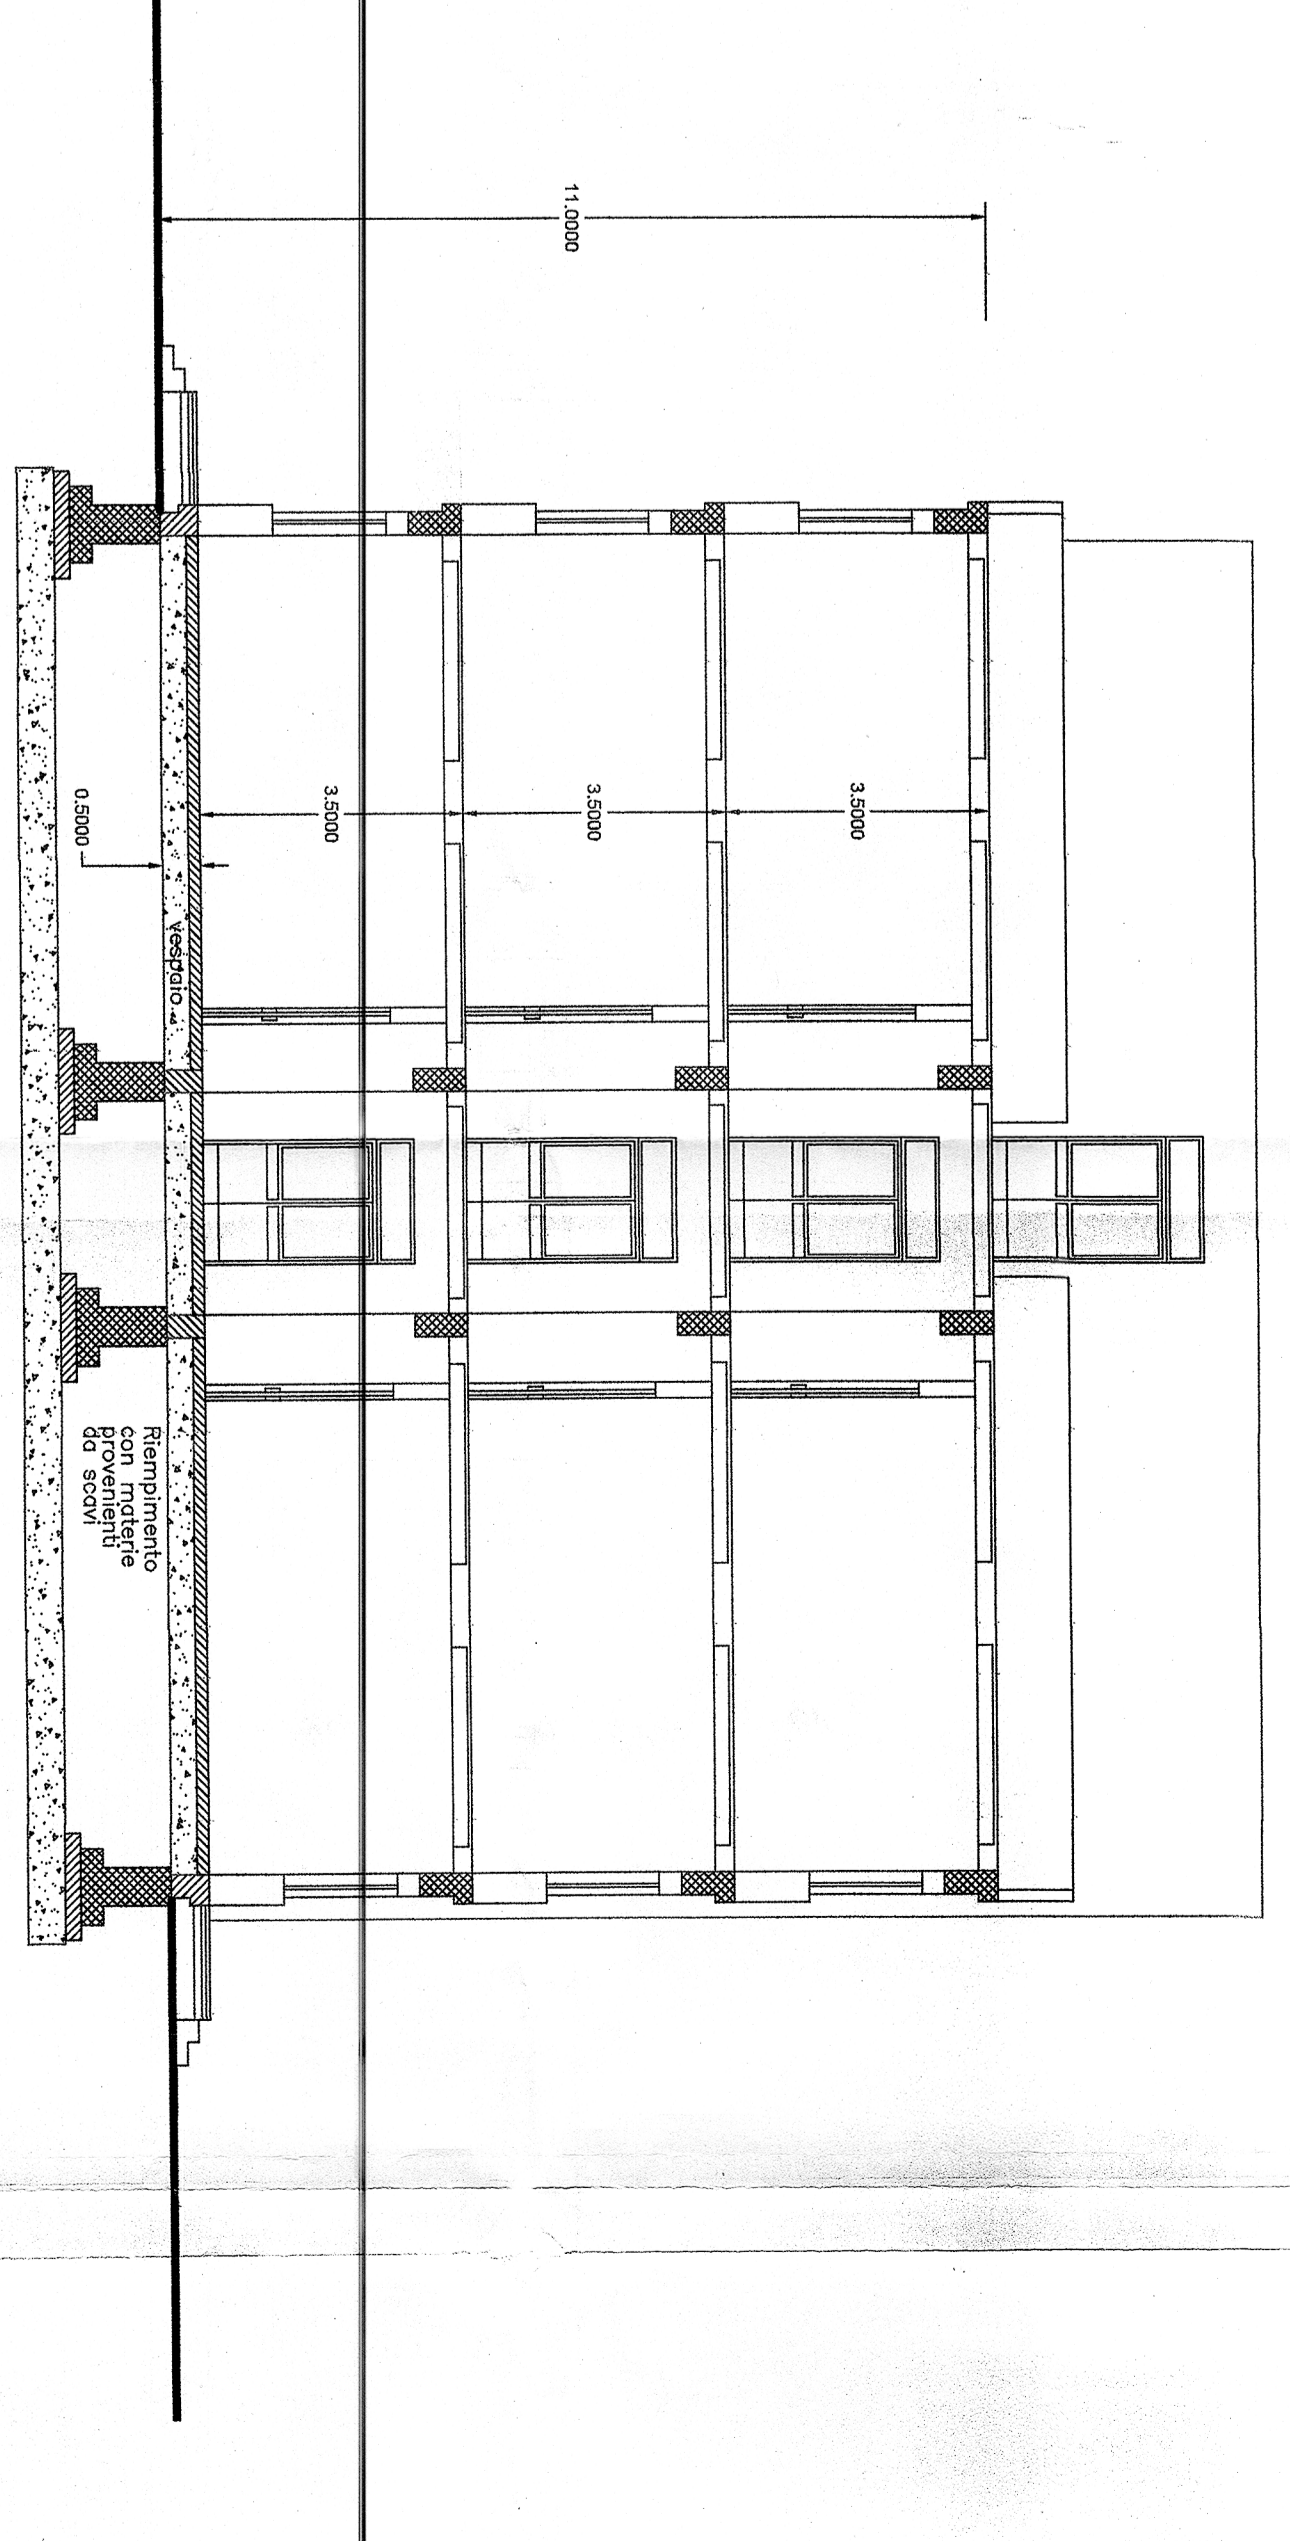 11.0000
3.5000
3.5000
3.5000
0.5000
vespaio
Riempimento
con materie
provenienti
da scavi